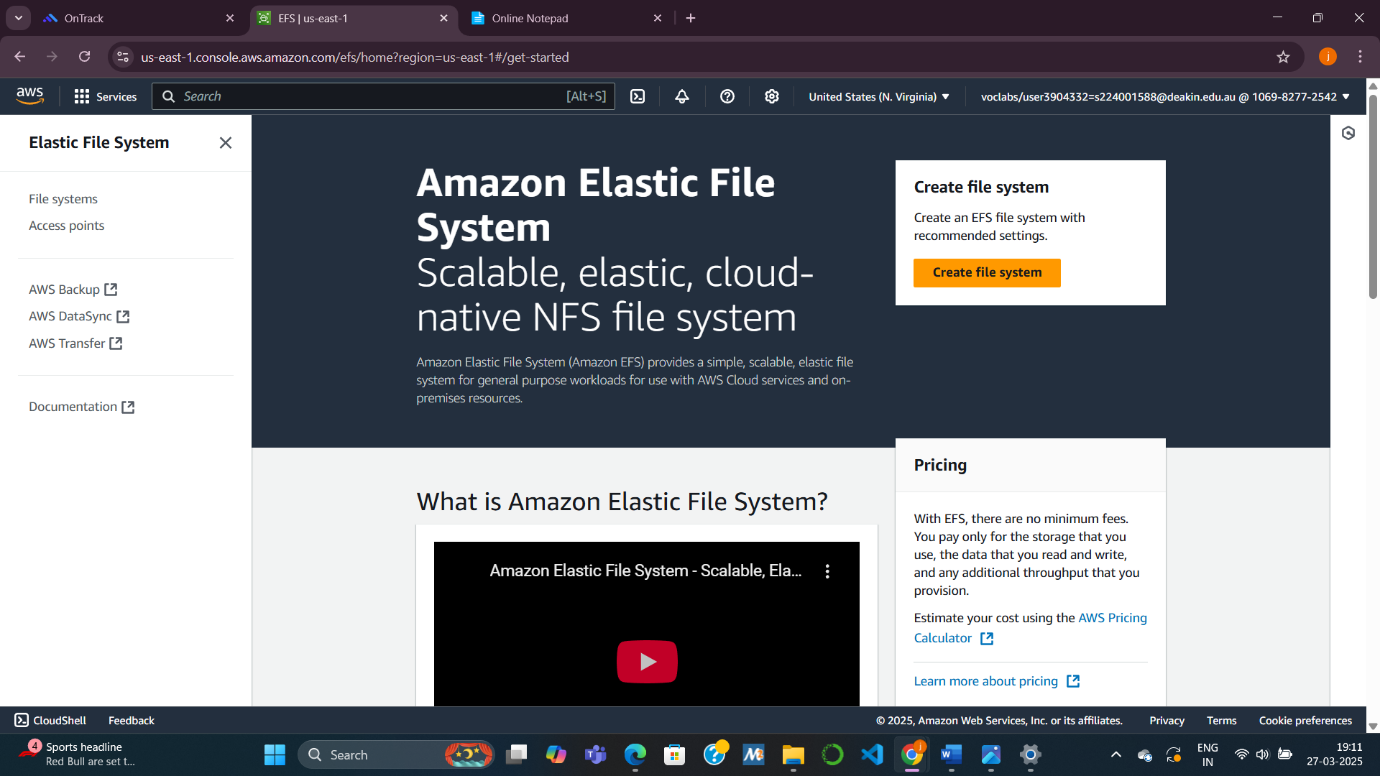 OnTrack
EFS | us-east-1
Online Notepad
us-east-1.console.aws.amazon.com/efs/home?region=us-east-1#/get-started
j
aws
Services
Search
[Alt+S]
United States (N. Virginia)
voclabs/user3904332=s224001588@deakin.edu.au @ 1069-8277-2542
Elastic File System
File systems
Access points
AWS Backup
AWS DataSync
AWS Transfer
Documentation
Amazon Elastic File
System
Scalable, elastic, cloud-
native NFS file system
Amazon Elastic File System (Amazon EFS) provides a simple, scalable, elastic file
system for general purpose workloads for use with AWS Cloud services and on-
premises resources.
Create file system
Create an EFS file system with
recommended settings.
Create file system
What is Amazon Elastic File System?
Amazon Elastic File System - Scalable, Ela...
Pricing
With EFS, there are no minimum fees.
You pay only for the storage that you
use, the data that you read and write,
and any additional throughput that you
provision.
Estimate your cost using the AWS Pricing
Calculator
Learn more about pricing
CloudShell
Feedback
© 2025, Amazon Web Services, Inc. or its affiliates.
Privacy
Terms
Cookie preferences
4
Sports headline
Red Bull are set t...
Search
ENG
IN
19:11
27-03-2025